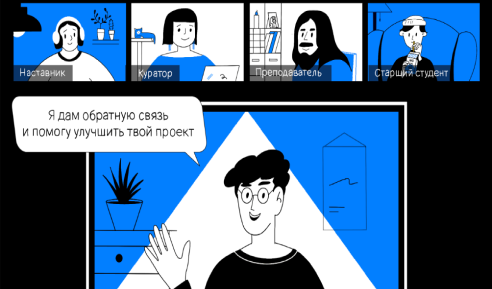 Наставник
Куратор
Преподаватель
Старший студент
Я дам обратную связь
и помогу улучшить твой проект